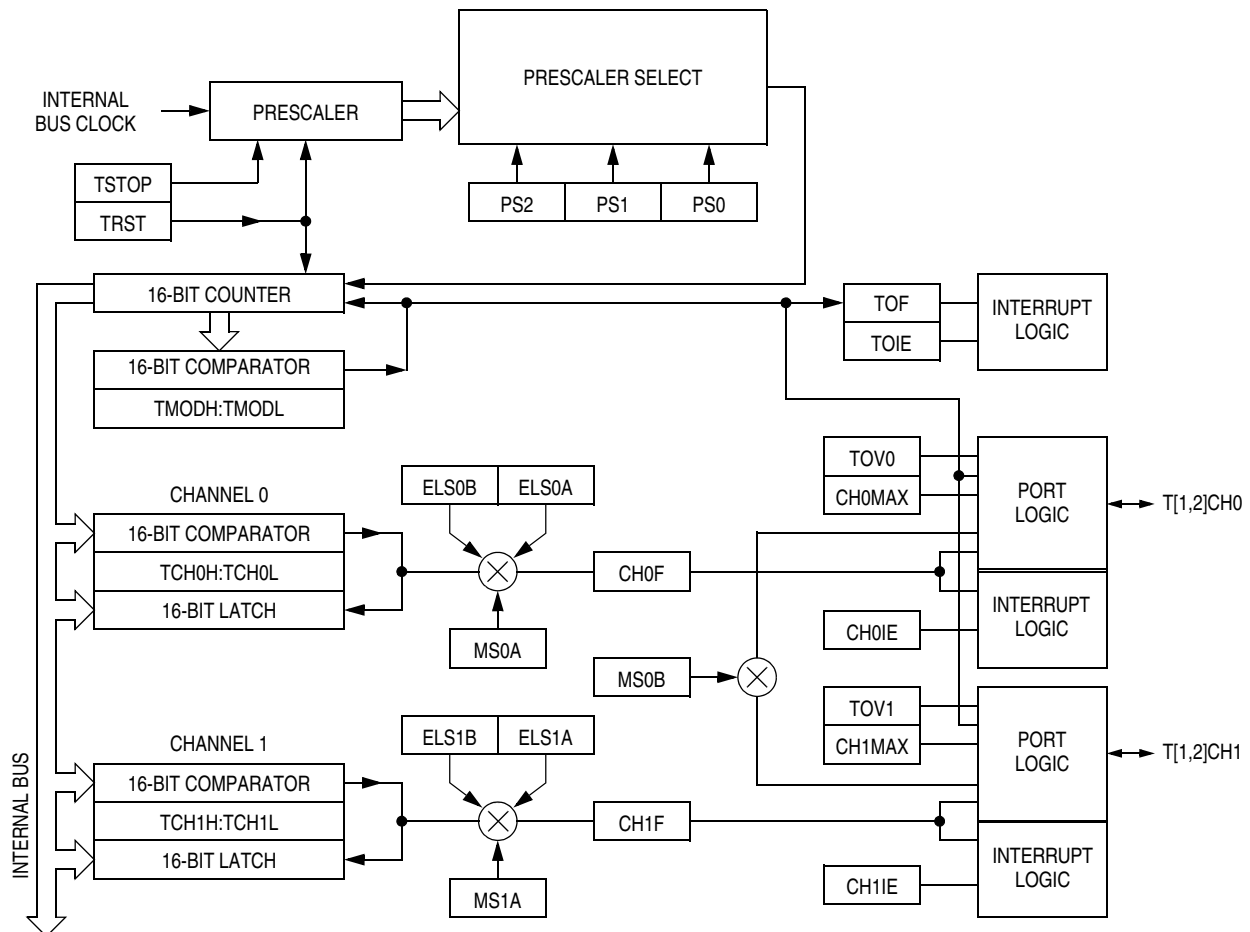 PRESCALER SELECT
INTERNAL
BUS CLOCK
PRESCALER
TSTOP
TRST
PS2
PS1
PS0
16-BIT COUNTER
16-BIT COMPARATOR
TMODH:TMODL
TOF
TOIE
INTERRUPT
LOGIC
CHANNEL 0
16-BIT COMPARATOR
TCH0H:TCH0L
16-BIT LATCH
ELS0B
ELS0A
MS0A
CH0F
TOV0
CH0MAX
PORT
LOGIC
T[1,2]CH0
INTERRUPT
LOGIC
CH0IE
MS0B
CHANNEL 1
16-BIT COMPARATOR
TCH1H:TCH1L
16-BIT LATCH
ELS1B
ELS1A
MS1A
CH1F
TOV1
CH1MAX
PORT
LOGIC
T[1,2]CH1
INTERRUPT
LOGIC
CH1IE
INTERNAL BUS